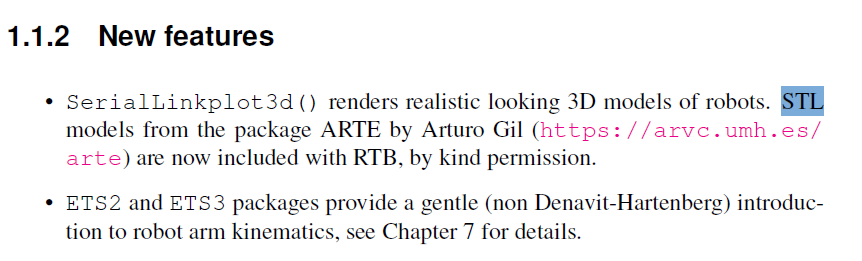 1.1.2 New features
• SerialLinkplot3d() renders realistic looking 3D models of robots. STL
models from the package ARTE by Arturo Gil (https://arvc.umh.es/
arte) are now included with RTB, by kind permission.
• ETS2 and ETS3 packages provide a gentle (non Denavit-Hartenberg) introduc-
tion to robot arm kinematics, see Chapter 7 for details.